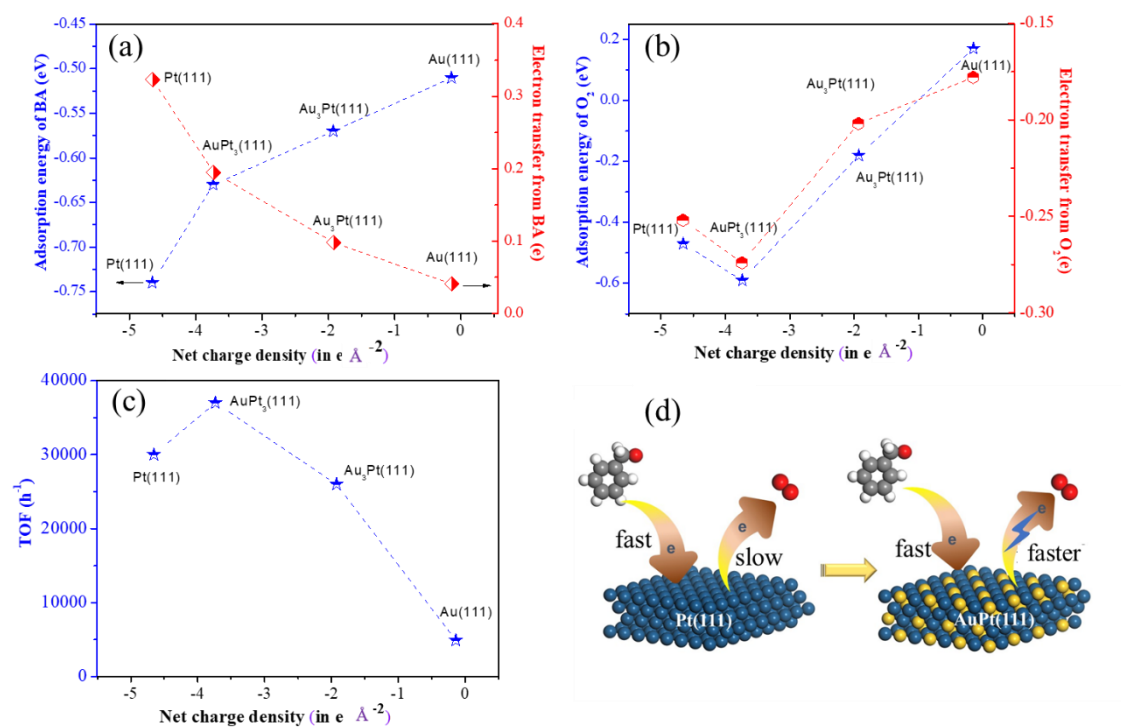 (a)
Adsorption energy of BA (eV)
-0.45
-0.50
-0.55
-0.60
-0.65
-0.70
-0.75
Pt(111)
AuPt₃(111)
Au₃Pt(111)
Au(111)
Pt(111)
Au₃Pt(111)
Au(111)
0.4
0.3
0.2
0.1
0.0
Electron transfer from BA (e)
-5 -4 -3 -2 -1 0
Net charge density (in e Å⁻²)
(b)
Adsorption energy of O₂ (eV)
0.2
0.0
-0.2
-0.4
-0.6
Au₃Pt(111)
Au(111)
Au₃Pt(111)
Pt(111)
AuPt₃(111)
-0.15
-0.20
-0.25
-0.30
Electron transfer from O₂(e)
-5 -4 -3 -2 -1 0
Net charge density (in e Å⁻²)
(c)
TOF (h⁻¹)
40000
30000
20000
10000
0
AuPt₃(111)
Pt(111)
Au₃Pt(111)
Au(111)
-5 -4 -3 -2 -1 0
Net charge density (in e Å⁻²)
(d)
fast
e
e
slow
Pt(111)
fast
e
e
faster
AuPt(111)